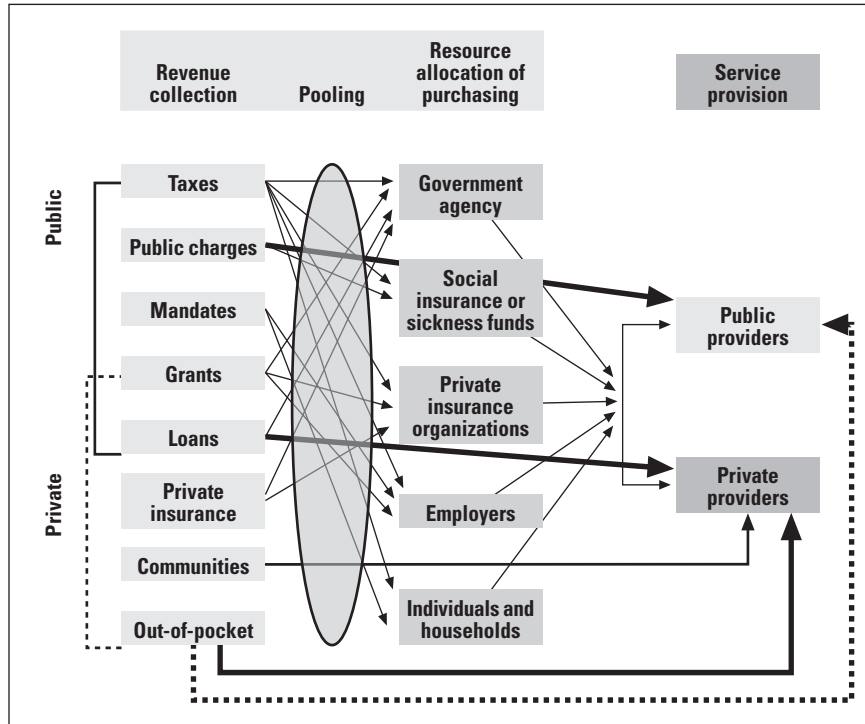 Revenue
collection
Pooling
Resource
allocation of
purchasing
Service
provision
Public
Private
Taxes
Public charges
Mandates
Grants
Loans
Private
insurance
Communities
Out-of-pocket
Government
agency
Social
insurance or
sickness funds
Private
insurance
organizations
Employers
Individuals and
households
Public
providers
Private
providers